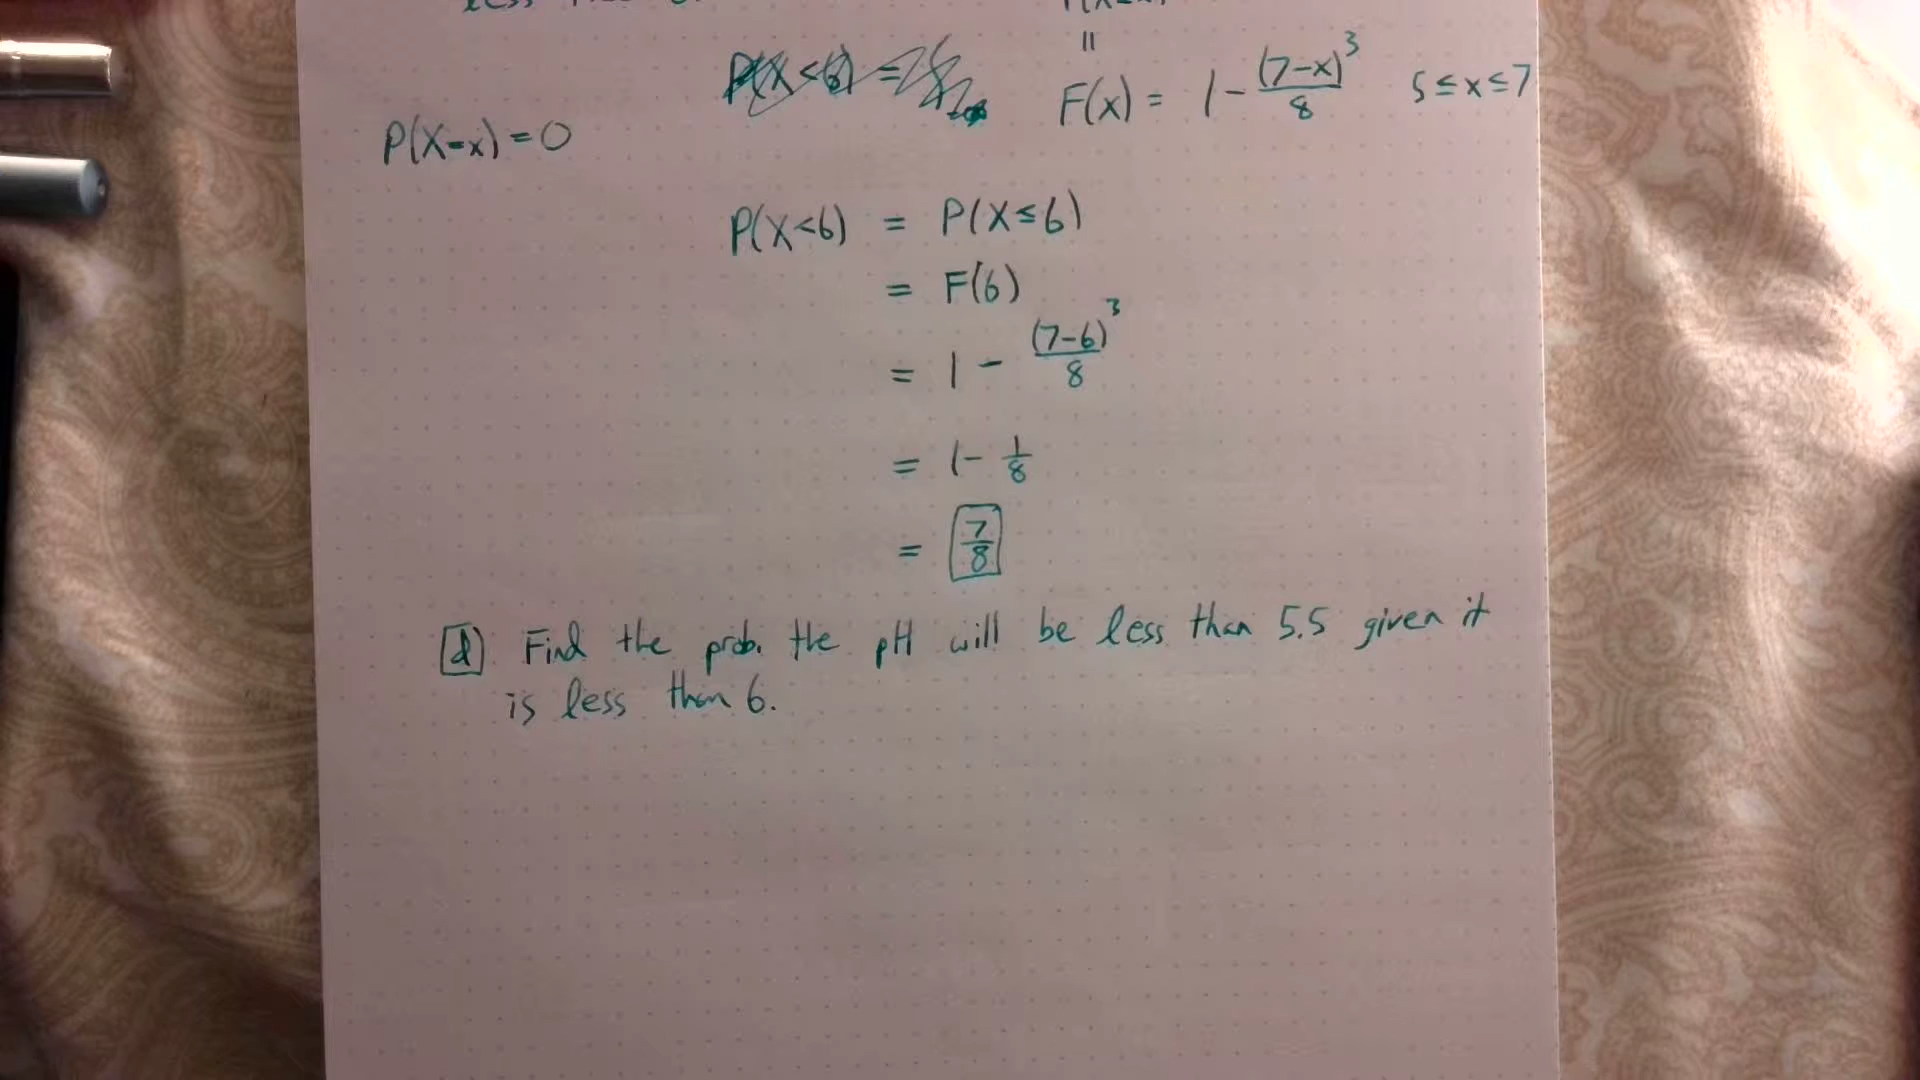 less
=
F(x) = 1 - (7-x)³/8 5≤x≤7
P(X=x) = 0
P(X<6) = P(X≤6)
= F(6)
= 1 - (7-6)³/8
= 1 - 1/8
= 7/8
d Find the prob. the pH will be less than 5.5 given it
is less than 6.